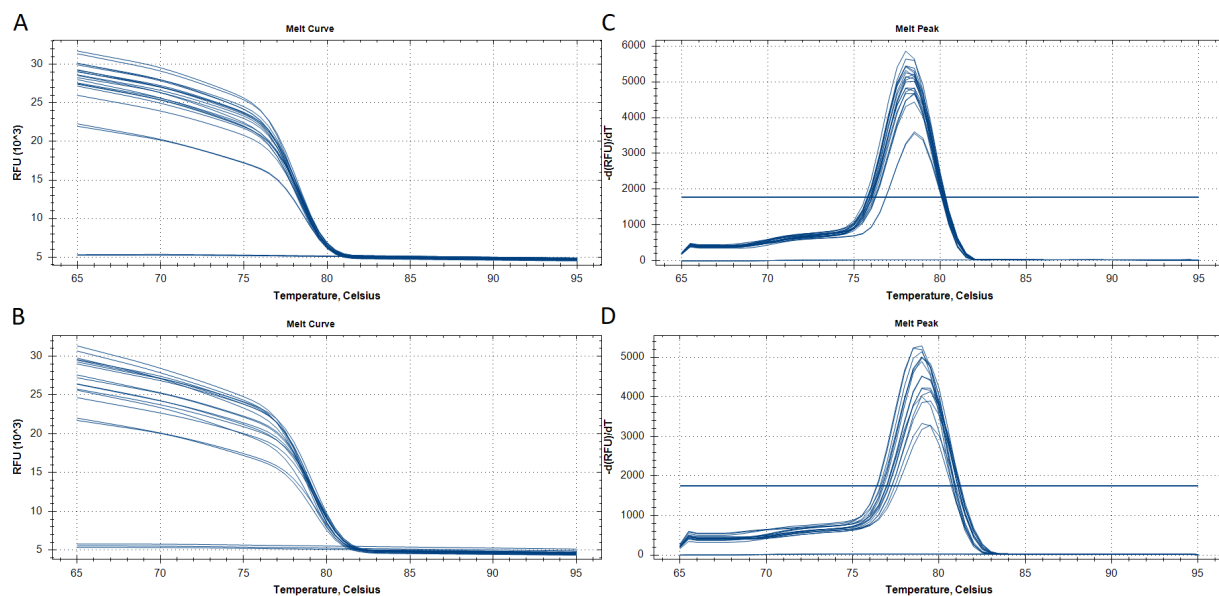 A
Melt Curve
RFU (10^3)
30
25
20
15
10
5
65 70 75 80 85 90 95
Temperature, Celsius
C
Melt Peak
-d(RFU)/dT
6000
5000
4000
3000
2000
1000
0
65 70 75 80 85 90 95
Temperature, Celsius
B
Melt Curve
RFU (10^3)
30
25
20
15
10
5
65 70 75 80 85 90 95
Temperature, Celsius
D
Melt Peak
-d(RFU)/dT
5000
4000
3000
2000
1000
0
65 70 75 80 85 90 95
Temperature, Celsius